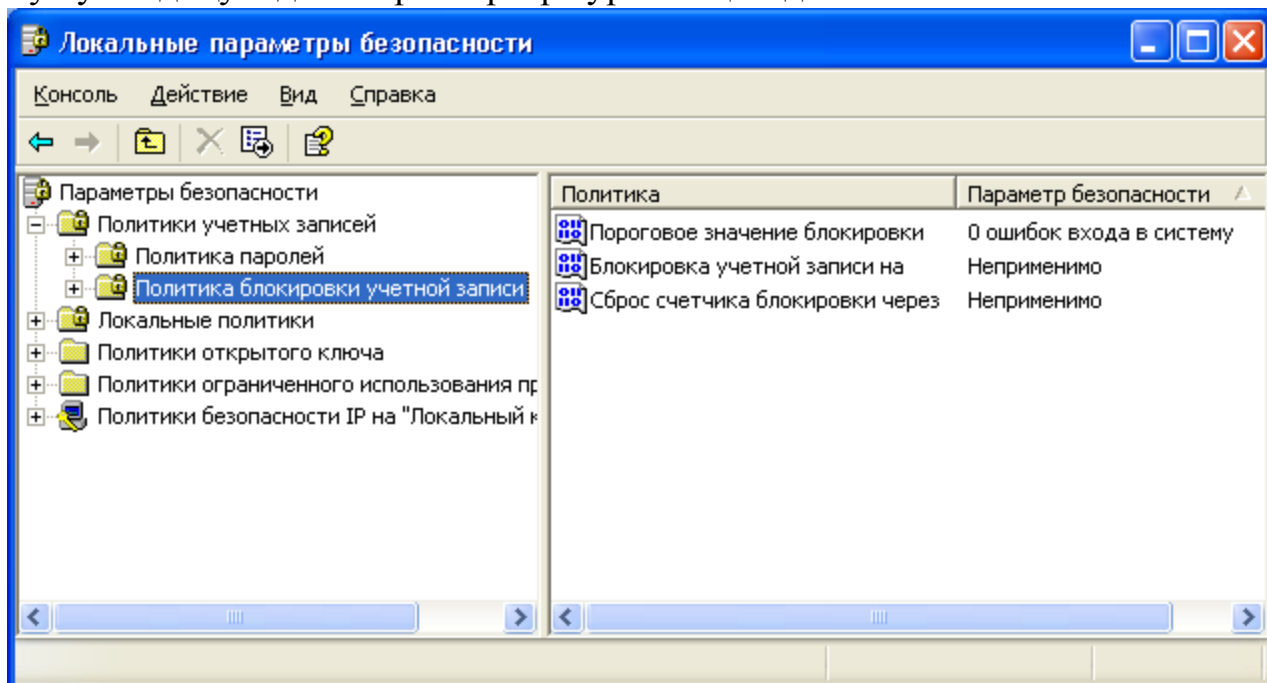 Локальные параметры безопасности
Консоль Действие Вид Справка
Параметры безопасности
Политики учетных записей
Политика паролей
Политика блокировки учетной записи
Локальные политики
Политики открытого ключа
Политики ограниченного использования пр
Политики безопасности IP на "Локальный к
Политика Параметр безопасности
Пороговое значение блокировки 0 ошибок входа в систему
Блокировка учетной записи на Неприменимо
Сброс счетчика блокировки через Неприменимо